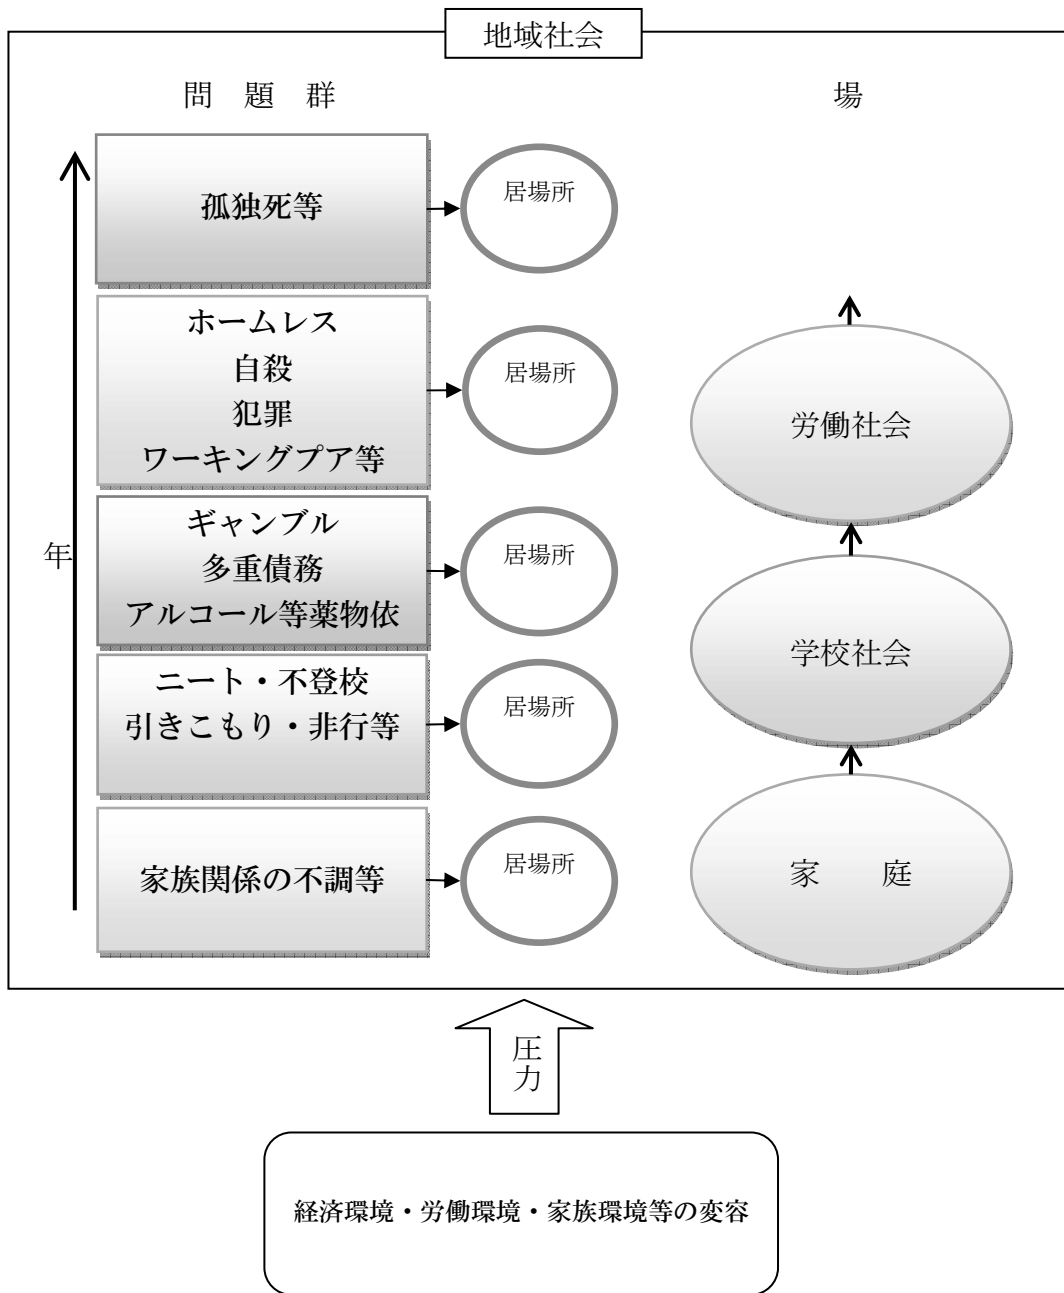 地域社会
問 題 群
場
孤独死等
居場所
ホームレス
自殺
犯罪
ワーキングプア等
居場所
労働社会
年
ギャンブル
多重債務
アルコール等薬物依
居場所
学校社会
ニート・不登校
引きこもり・非行等
居場所
家族関係の不調等
居場所
家 庭
圧力
経済環境・労働環境・家族環境等の変容